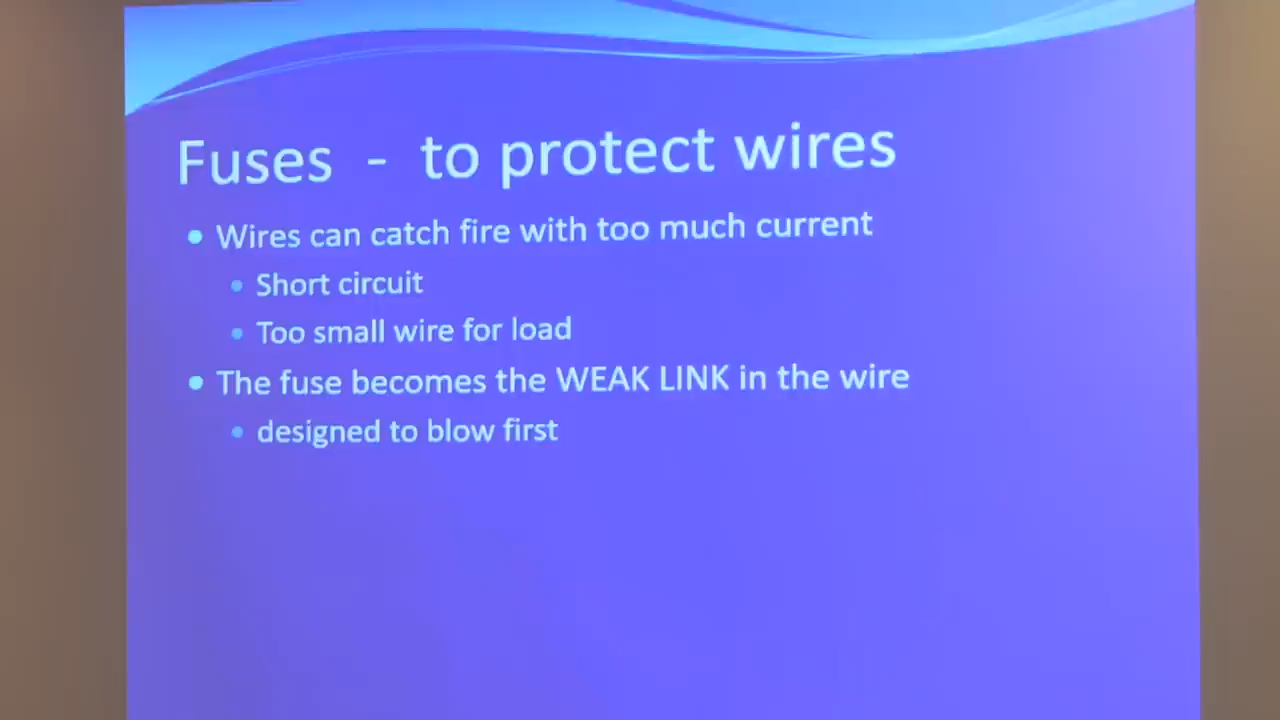 Fuses - to protect wires
• Wires can catch fire with too much current
• Short circuit
• Too small wire for load
• The fuse becomes the WEAK LINK in the wire
• designed to blow first